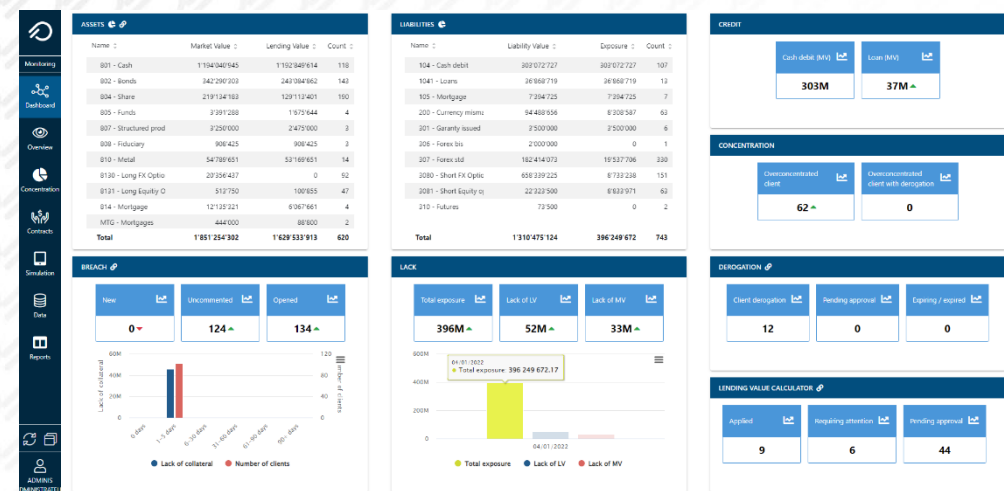 ASSETS
Name Market Value Lending Value Count
801 - Cash 1'194'040'945 1'192'849'614 118
802 - Bonds 342'290'303 243'084'862 143
804 - Share 219'134'183 129'113'401 190
805 - Funds 3'391'288 1'675'644 4
807 - Structured prod 3'250'000 2'475'000 3
808 - Fiduciary 908'425 908'425 3
810 - Metal 54'789'651 53'169'651 14
8130 - Long FX Optio 20'356'437 0 92
8131 - Long Equity O 513'750 100'855 47
814 - Mortgage 12'135'321 6'067'661 4
MTG - Mortgages 444'000 88'800 2
Total 1'851'254'302 1'629'533'913 620
LIABILITIES
Name Liability Value Exposure Count
104 - Cash debit 303'072'727 303'072'727 107
1041 - Loans 36'868'719 36'868'719 13
105 - Mortgage 7'394'725 7'394'725 7
200 - Currency mism 94'488'656 8'308'587 63
301 - Garanty issued 3'500'000 3'500'000 6
306 - Forex bis 2'000'000 0 1
307 - Forex std 182'414'073 19'537'706 330
3080 - Short FX Optic 658'339'225 8'733'238 151
3081 - Short Equity o 22'323'500 8'833'971 63
310 - Futures 73'500 0 2
Total 1'310'475'124 396'249'672 743
CREDIT
Cash debit (MV) Loan (MV)
303M 37M
CONCENTRATION
Overconcentrated client
Overconcentrated client with derogation
62 0
Monitoring
Dashboard
Overview
Concentration
Contracts
Simulation
Data
Reports
ADMINIS
BREACH
New Uncommented Opened
0 124 134
60M 120
40M 80
20M 40
0 0
Lack of collateral
Number of clients
0 days 1-5 days 6-30 days 31-60 days 61-90 days 90+ days
Lack of collateral Number of clients
LACK
Total exposure Lack of LV Lack of MV
396M 52M 33M
600M
04/01/2022
Total exposure: 396 249 672.17
400M
200M
0
04/01/2022
Total exposure Lack of LV Lack of MV
DEROGATION
Client derogation Pending approval Expiring / expired
12 0 0
LENDING VALUE CALCULATOR
Applied Requiring attention Pending approval
9 6 44